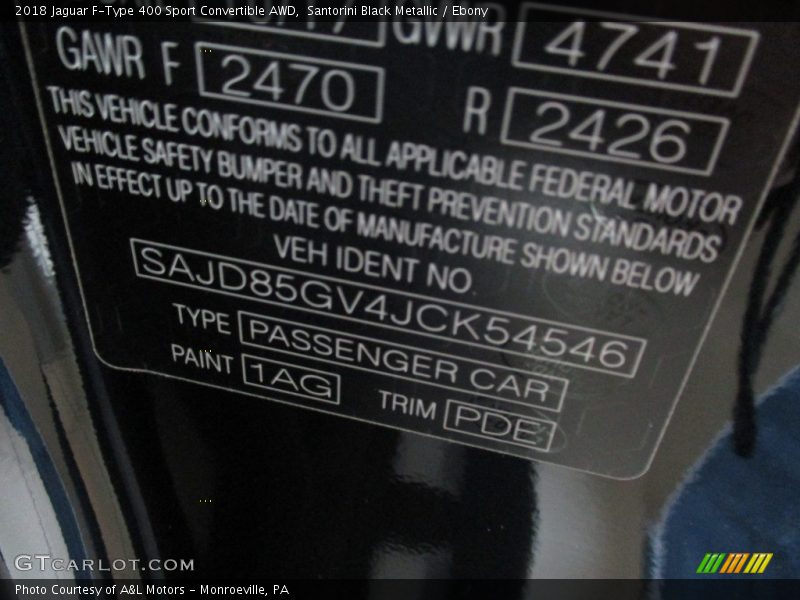 2018 Jaguar F-Type 400 Sport Convertible AWD,  Santorini Black Metallic / Ebony
GVWR 4741
GAWR F 2470 R 2426
THIS VEHICLE CONFORMS TO ALL APPLICABLE FEDERAL MOTOR
VEHICLE SAFETY BUMPER AND THEFT PREVENTION STANDARDS
IN EFFECT UP TO THE DATE OF MANUFACTURE SHOWN BELOW
VEH IDENT NO.
SAJD85GV4JCK54546
TYPE PASSENGER CAR
PAINT 1AG TRIM PDE
GTCARLOT.COM
Photo Courtesy of A&L Motors - Monroeville, PA